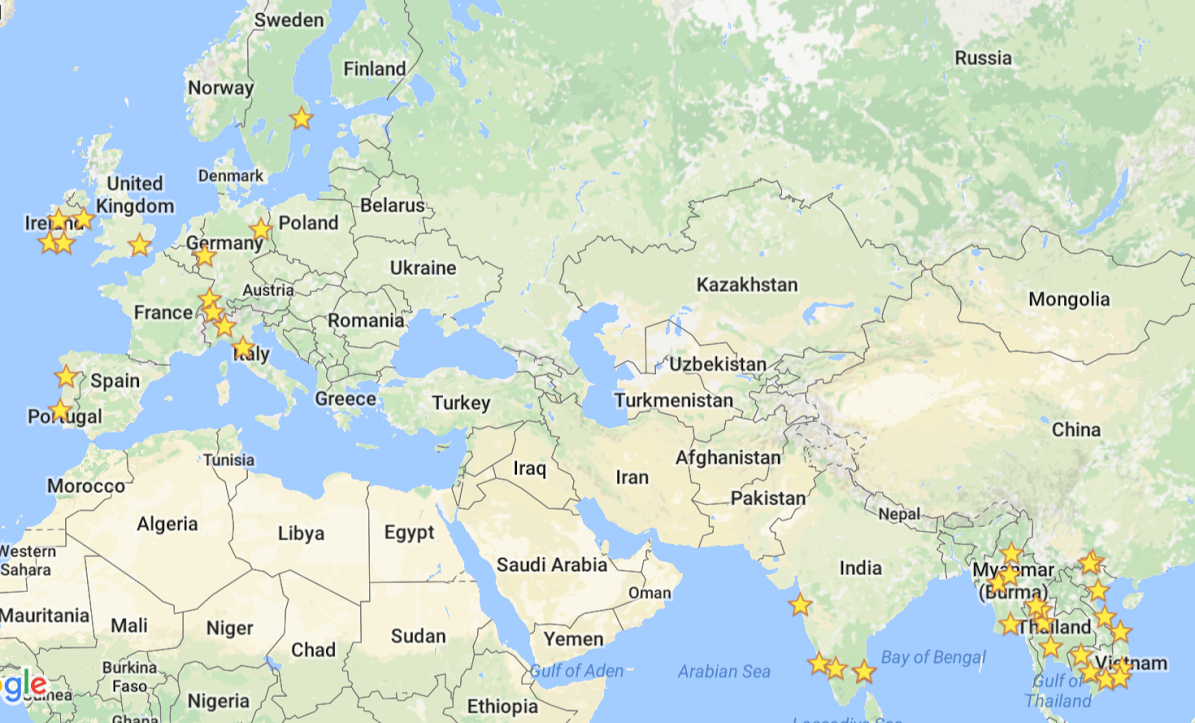 Sweden
Finland
Russia
Norway
Denmark
United
Kingdom
Ireland
Belarus
Poland
Germany
Ukraine
Austria
Kazakhstan
Mongolia
France
Romania
Italy
Uzbekistan
Spain
Greece
Turkey
Turkmenistan
Portugal
China
Tunisia
Afghanistan
Iraq
Iran
Morocco
Pakistan
Nepal
Algeria
Libya
Egypt
Western
Sahara
Saudi Arabia
India
Myanmar
(Burma)
Oman
Mauritania
Mali
Niger
Chad
Sudan
Yemen
Thailand
Bay of Bengal
Vietnam
Burkina
Faso
Gulf of Aden
Arabian Sea
gle
Guinea
Gulf of
Thailand
Nigeria
Ethiopia
Ghana